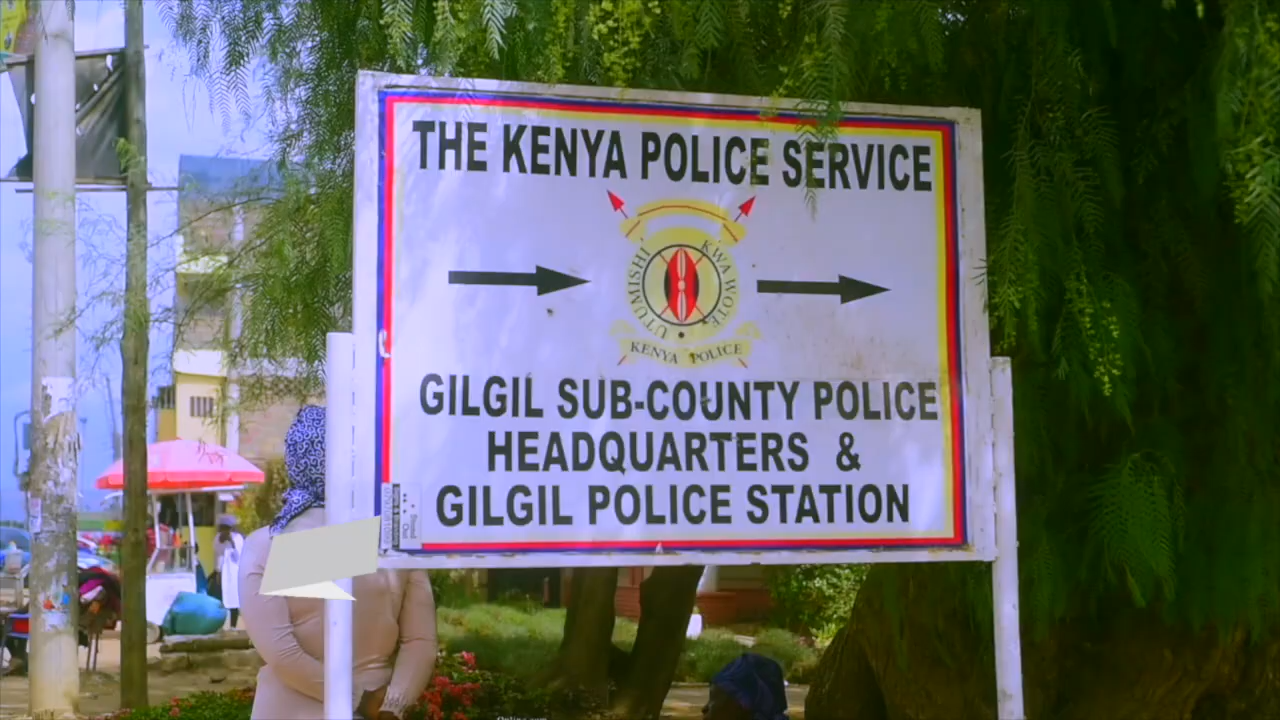 THE KENYA POLICE SERVICE
UTUMISHI KWA WOTE
KENYA POLICE
GILGIL SUB-COUNTY POLICE
HEADQUARTERS &
GILGIL POLICE STATION